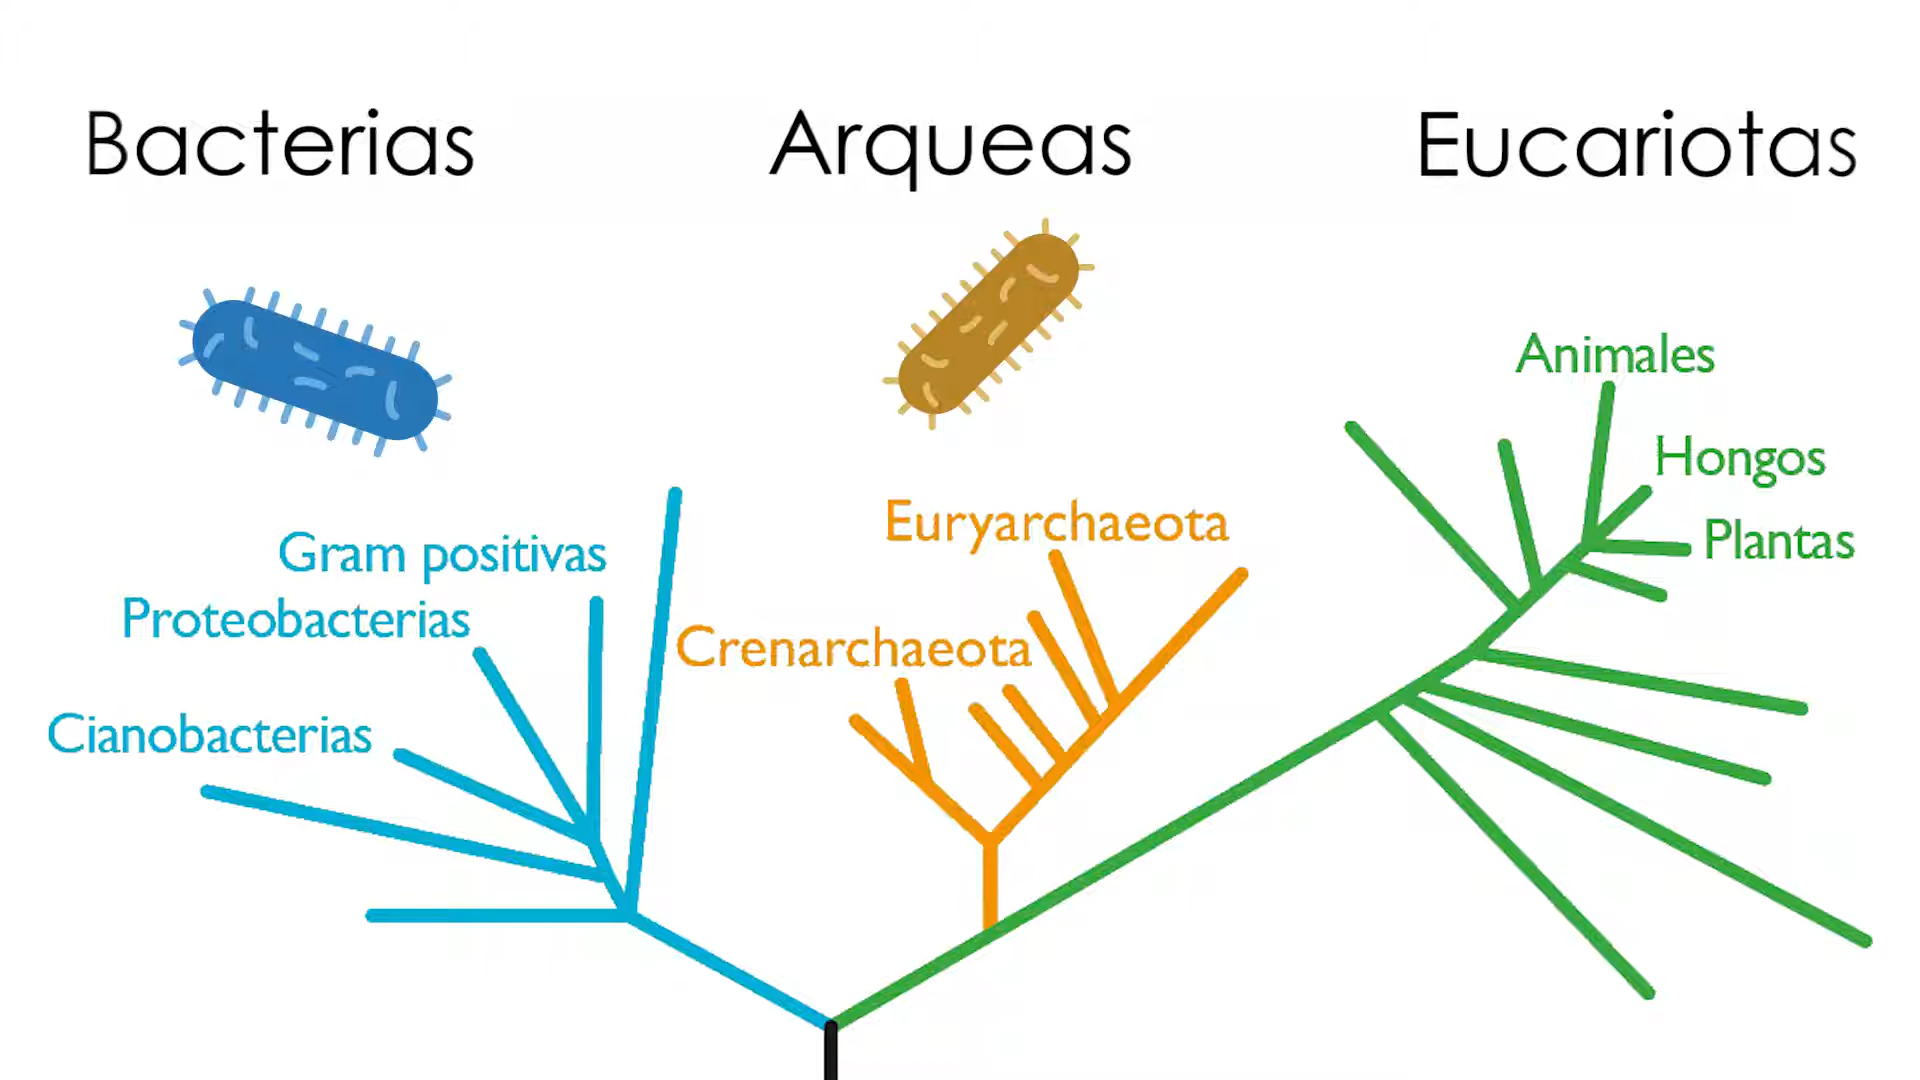 Bacterias
Arqueas
Eucariotas
Animales
Hongos
Plantas
Euryarchaeota
Crenarchaeota
Gram positivas
Proteobacterias
Cianobacterias